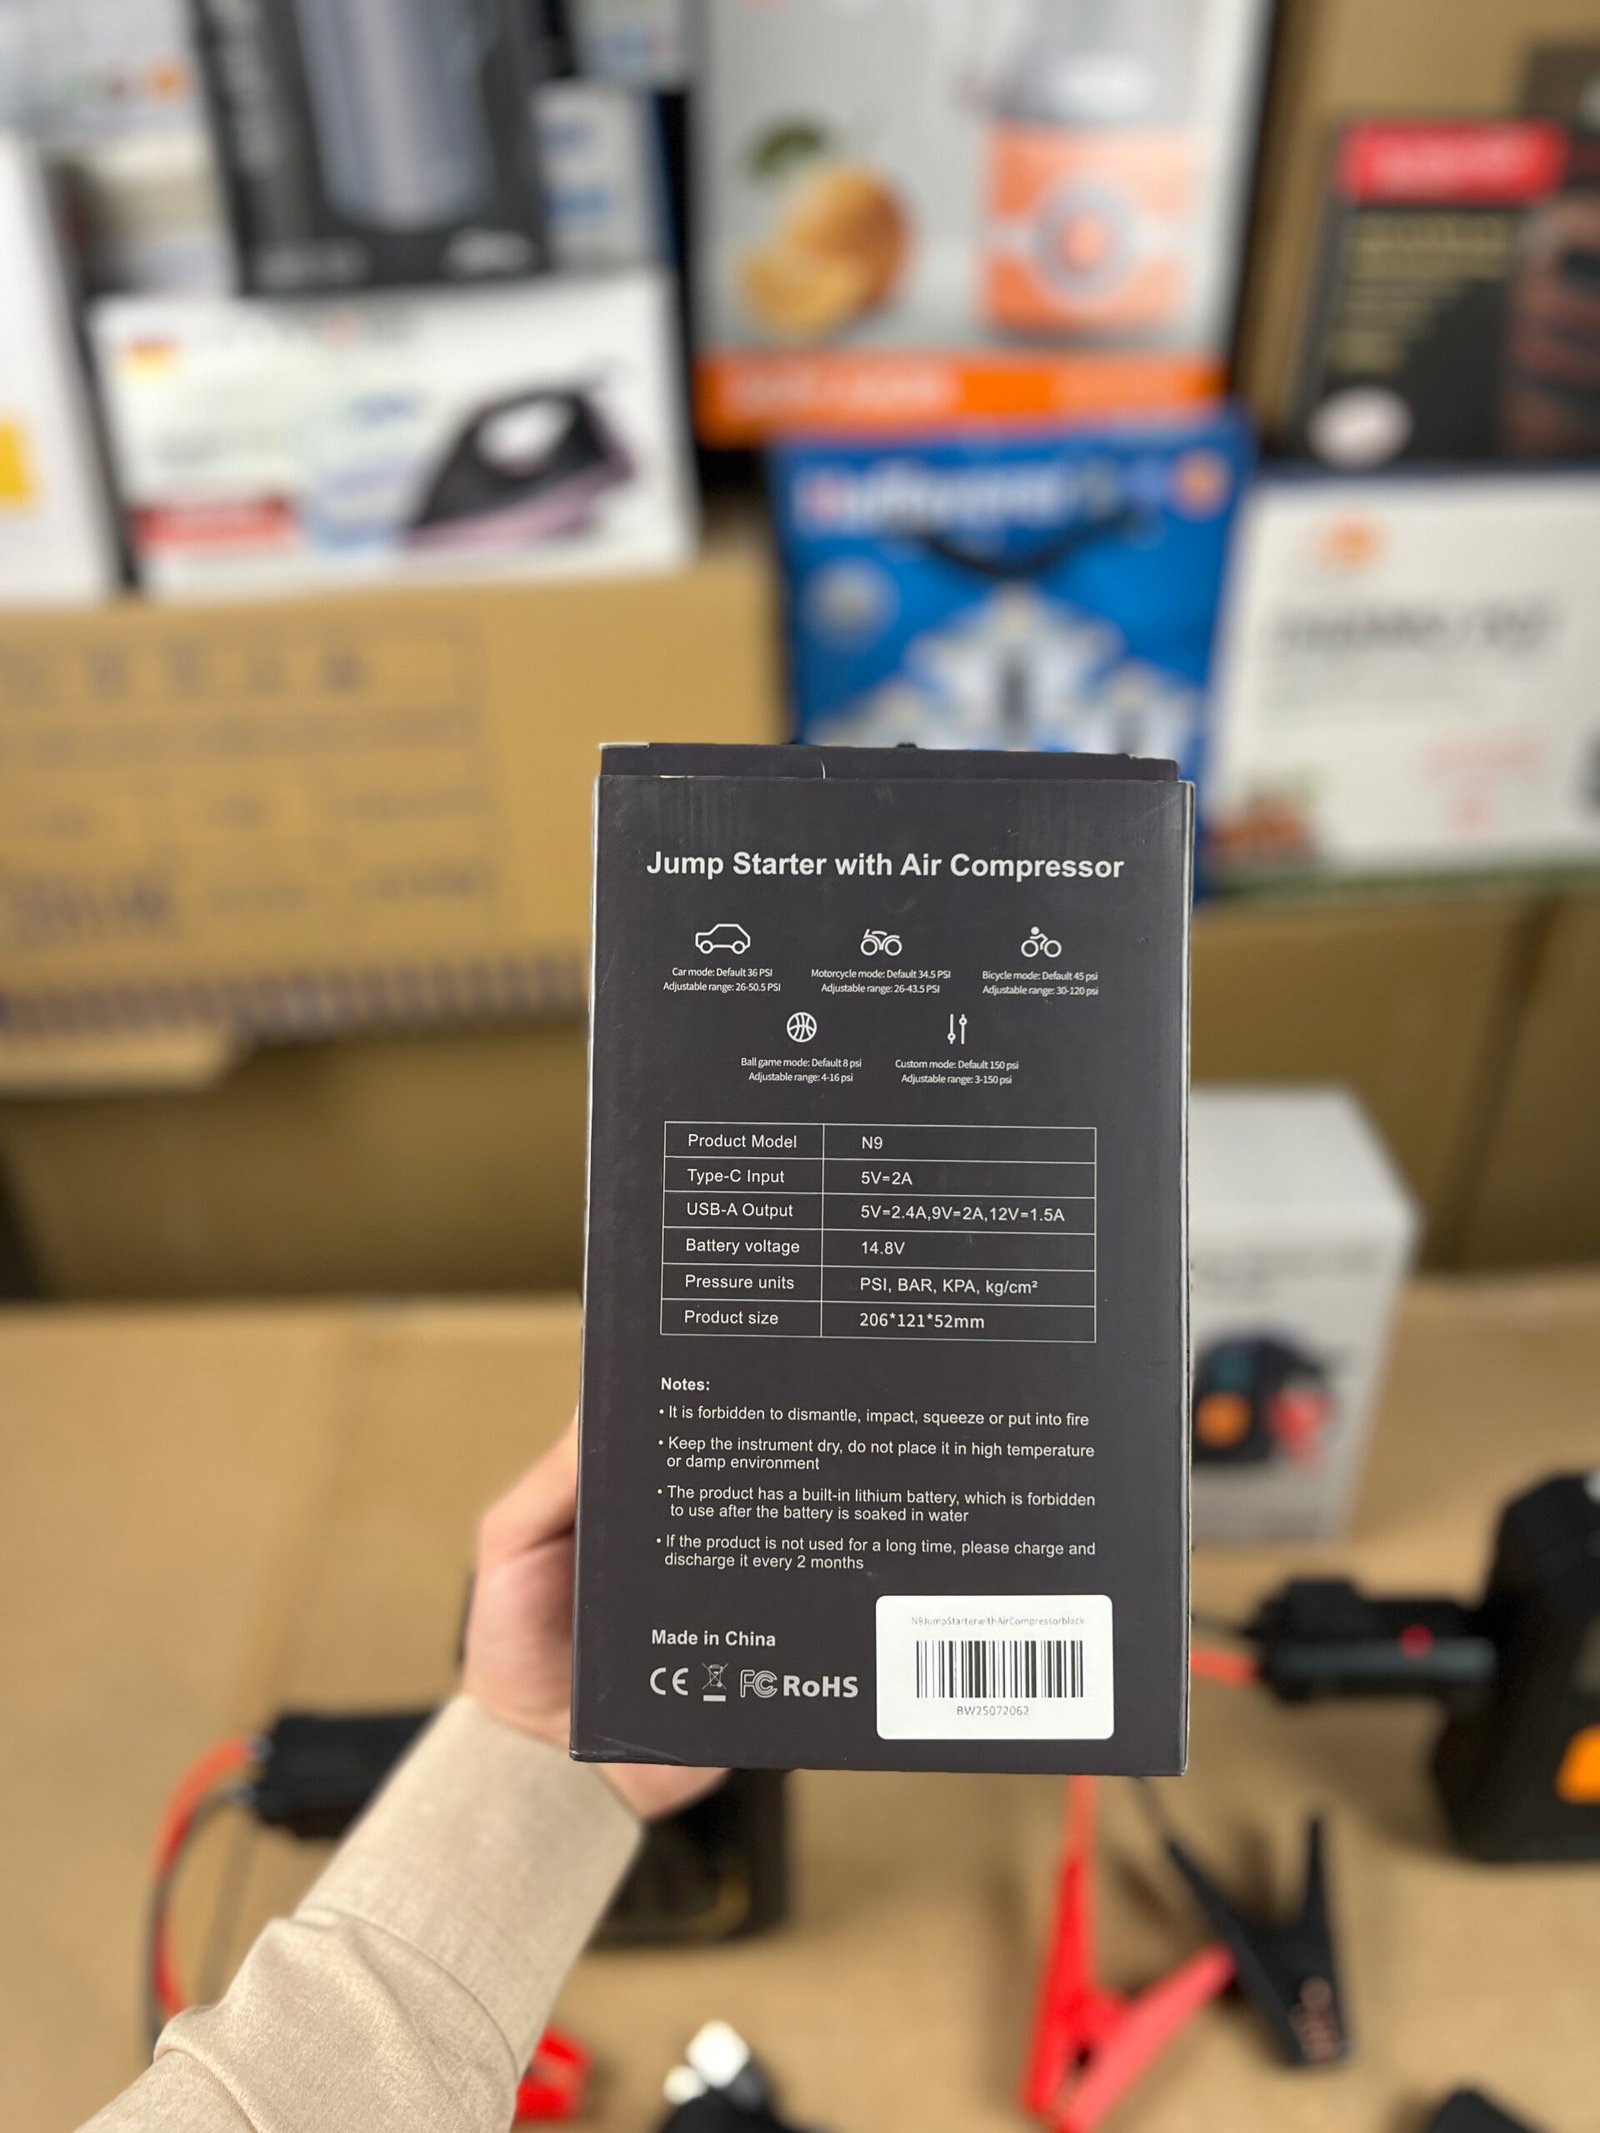 Jump Starter with Air Compressor
Car mode: Default 36 PSI
Adjustable range: 26-50.5 PSI
Motorcycle mode: Default 34.5 PSI
Adjustable range: 26-43.5 PSI
Bicycle mode: Default 45 psi
Adjustable range: 30-120 psi
Ball game mode: Default 8 psi
Adjustable range: 4-16 psi
Custom mode: Default 150 psi
Adjustable range: 3-150 psi
Product Model N9
Type-C Input 5V=2A
USB-A Output 5V=2.4A,9V=2A,12V=1.5A
Battery voltage 14.8V
Pressure units PSI, BAR, KPA, kg/cm²
Product size 206*121*52mm
Notes:
• It is forbidden to dismantle, impact, squeeze or put into fire
• Keep the instrument dry, do not place it in high temperature
or damp environment
• The product has a built-in lithium battery, which is forbidden
to use after the battery is soaked in water
• If the product is not used for a long time, please charge and
discharge it every 2 months
Made in China
CE FC RoHS
N9JumpStarterwithAirCompressorblack
BW25072062